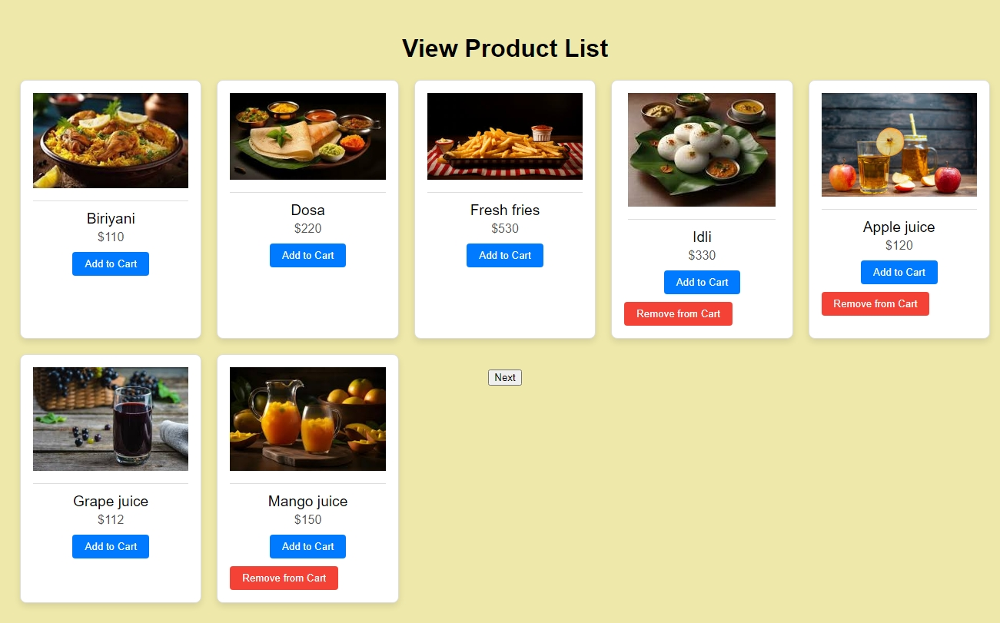 View Product List
Biriyani
$110
Add to Cart
Dosa
$220
Add to Cart
Fresh fries
$530
Add to Cart
Idli
$330
Add to Cart
Remove from Cart
Apple juice
$120
Add to Cart
Remove from Cart
Grape juice
$112
Add to Cart
Mango juice
$150
Add to Cart
Remove from Cart
Next